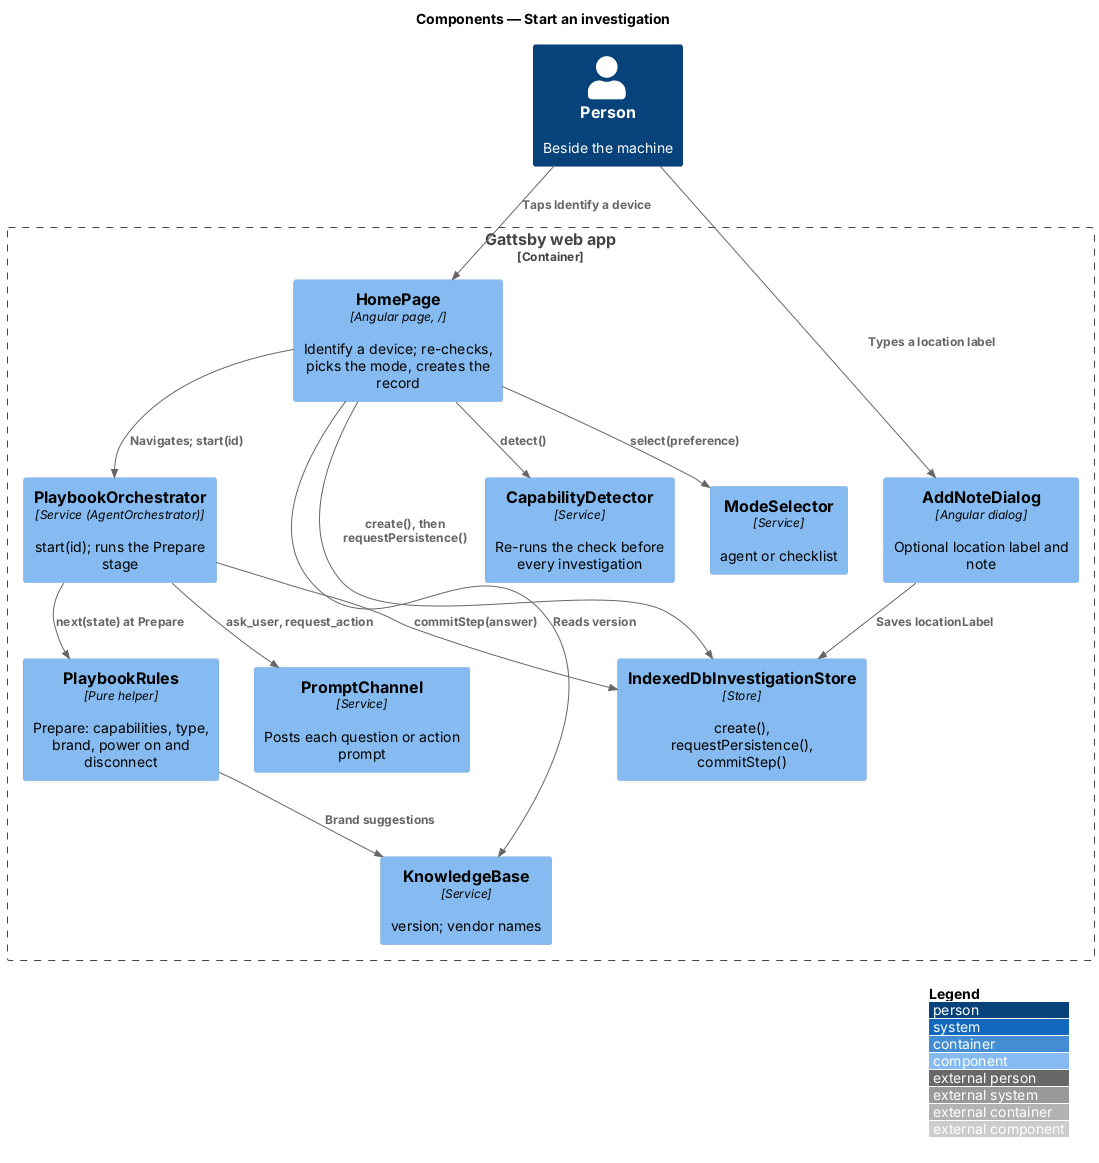 Components — Start an investigation
Person
Beside the machine
Taps Identify a device
Gattsby web app
[Container]
HomePage
[Angular page, /]
Identify a device; re-checks,
picks the mode, creates the
record
Types a location label
Navigates; start(id)
detect()
select(preference)
PlaybookOrchestrator
[Service (AgentOrchestrator)]
start(id); runs the Prepare
stage
create(), then
requestPersistence()
CapabilityDetector
[Service]
Re-runs the check before
every investigation
ModeSelector
[Service]
agent or checklist
AddNoteDialog
[Angular dialog]
Optional location label and
note
next(state) at Prepare
ask_user, request_action
commitStep(answer)
Reads version
Saves locationLabel
PlaybookRules
[Pure helper]
Prepare: capabilities, type,
brand, power on and
disconnect
PromptChannel
[Service]
Posts each question or action
prompt
IndexedDbInvestigationStore
[Store]
create(),
requestPersistence(),
commitStep()
Brand suggestions
KnowledgeBase
[Service]
version; vendor names
Legend
person
system
container
component
external person
external system
external container
external component